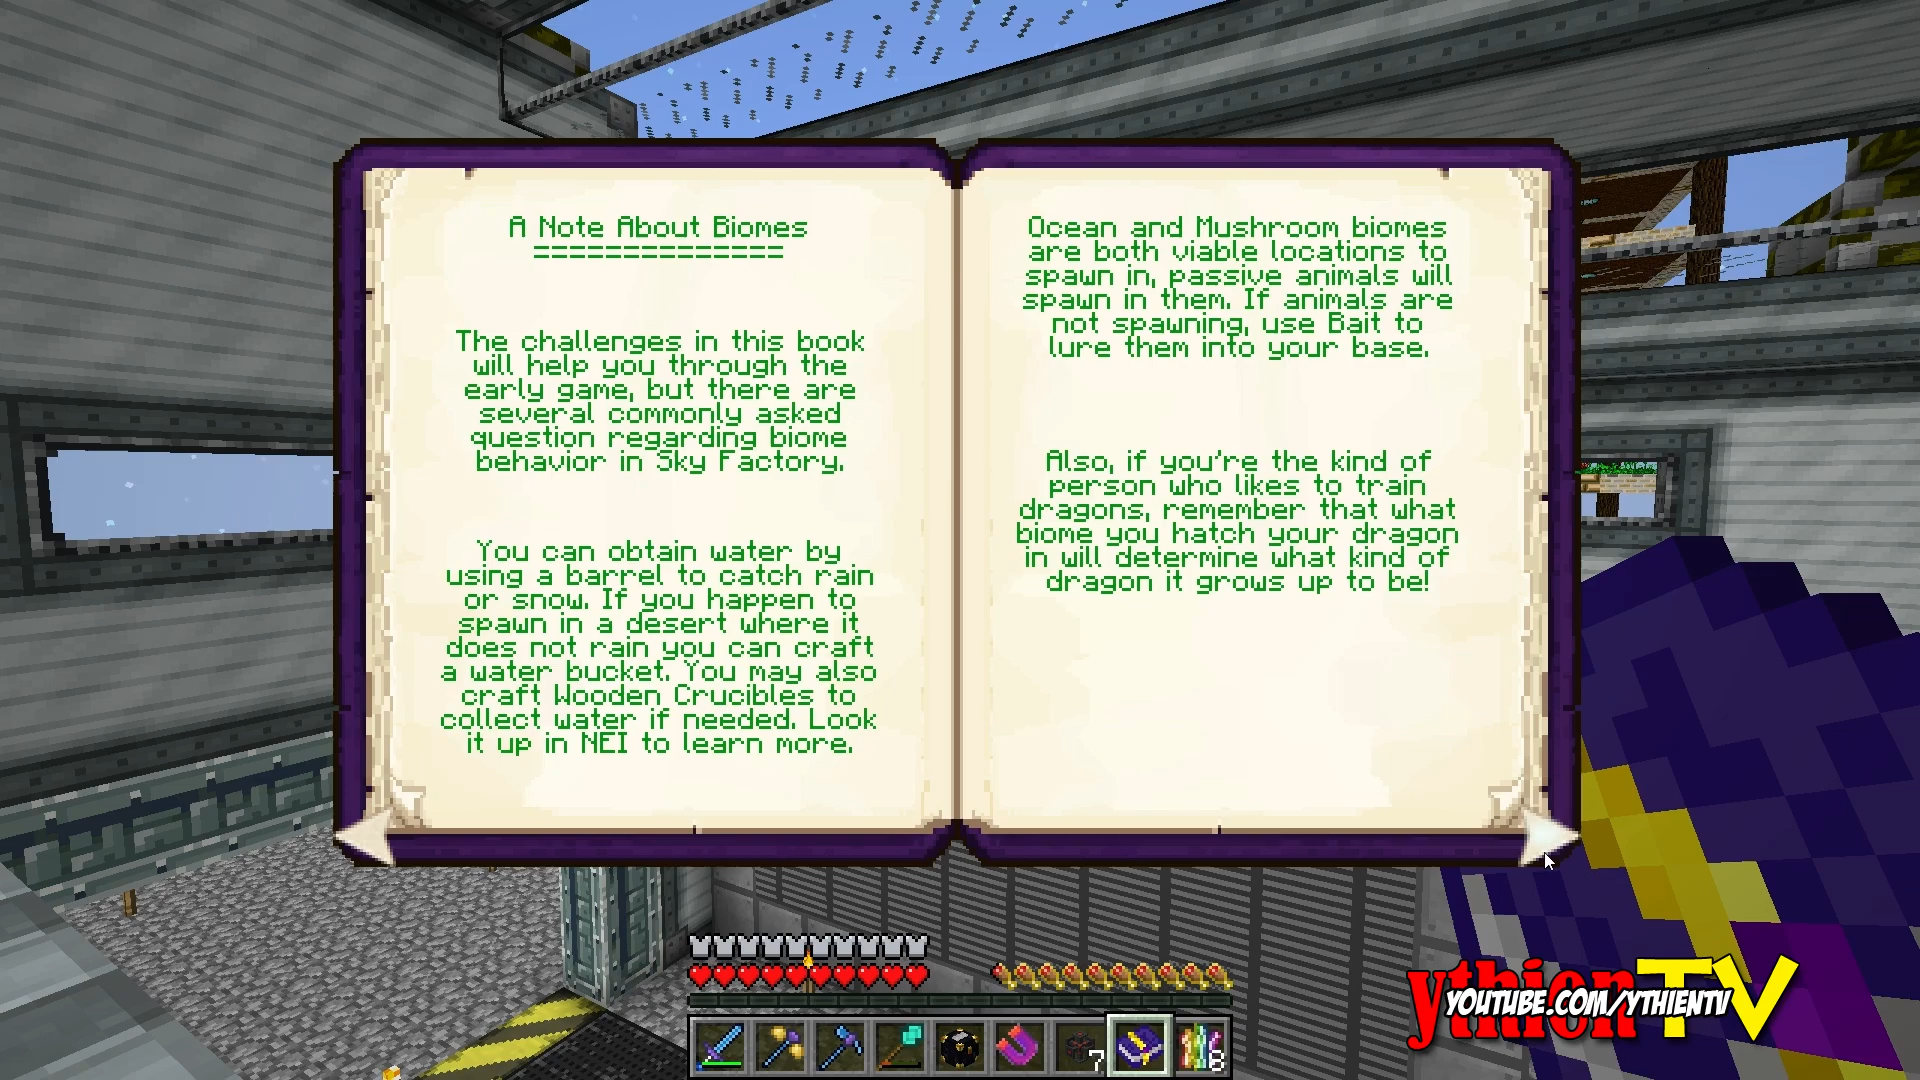 A Note About Biomes
==============
The challenges in this book
will help you through the
early game, but there are
several commonly asked
question regarding biome
behavior in Sky Factory.
You can obtain water by
using a barrel to catch rain
or snow. If you happen to
spawn in a desert where it
does not rain you can craft
a water bucket. You may also
craft Wooden Crucibles to
collect water if needed. Look
it up in NEI to learn more.
Ocean and Mushroom biomes
are both viable locations to
spawn in, passive animals will
spawn in them. If animals are
not spawning, use Bait to
lure them into your base.
Also, if you're the kind of
person who likes to train
dragons, remember that what
biome you hatch your dragon
in will determine what kind of
dragon it grows up to be!
7
8
ythienTV
YOUTUBE.COM/YTHIENTV